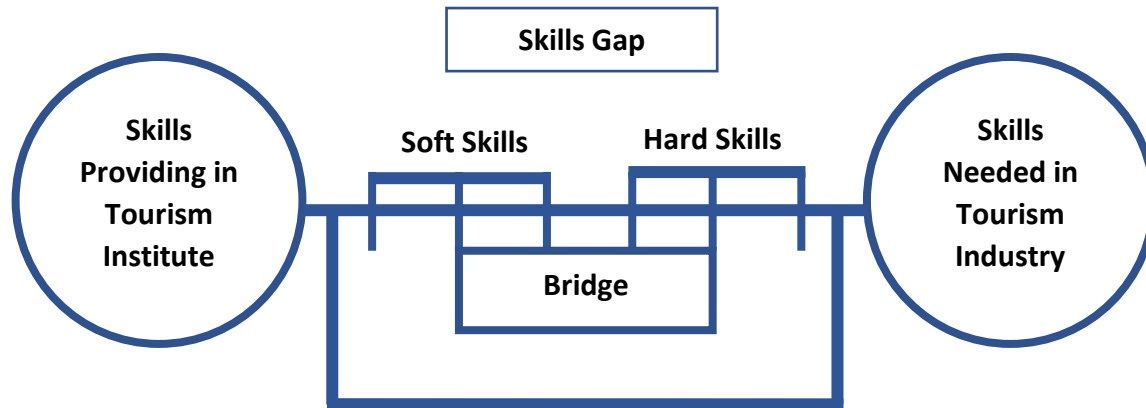 Skills Gap
Skills
Providing in
Tourism
Institute
Soft Skills
Hard Skills
Bridge
Skills
Needed in
Tourism
Industry